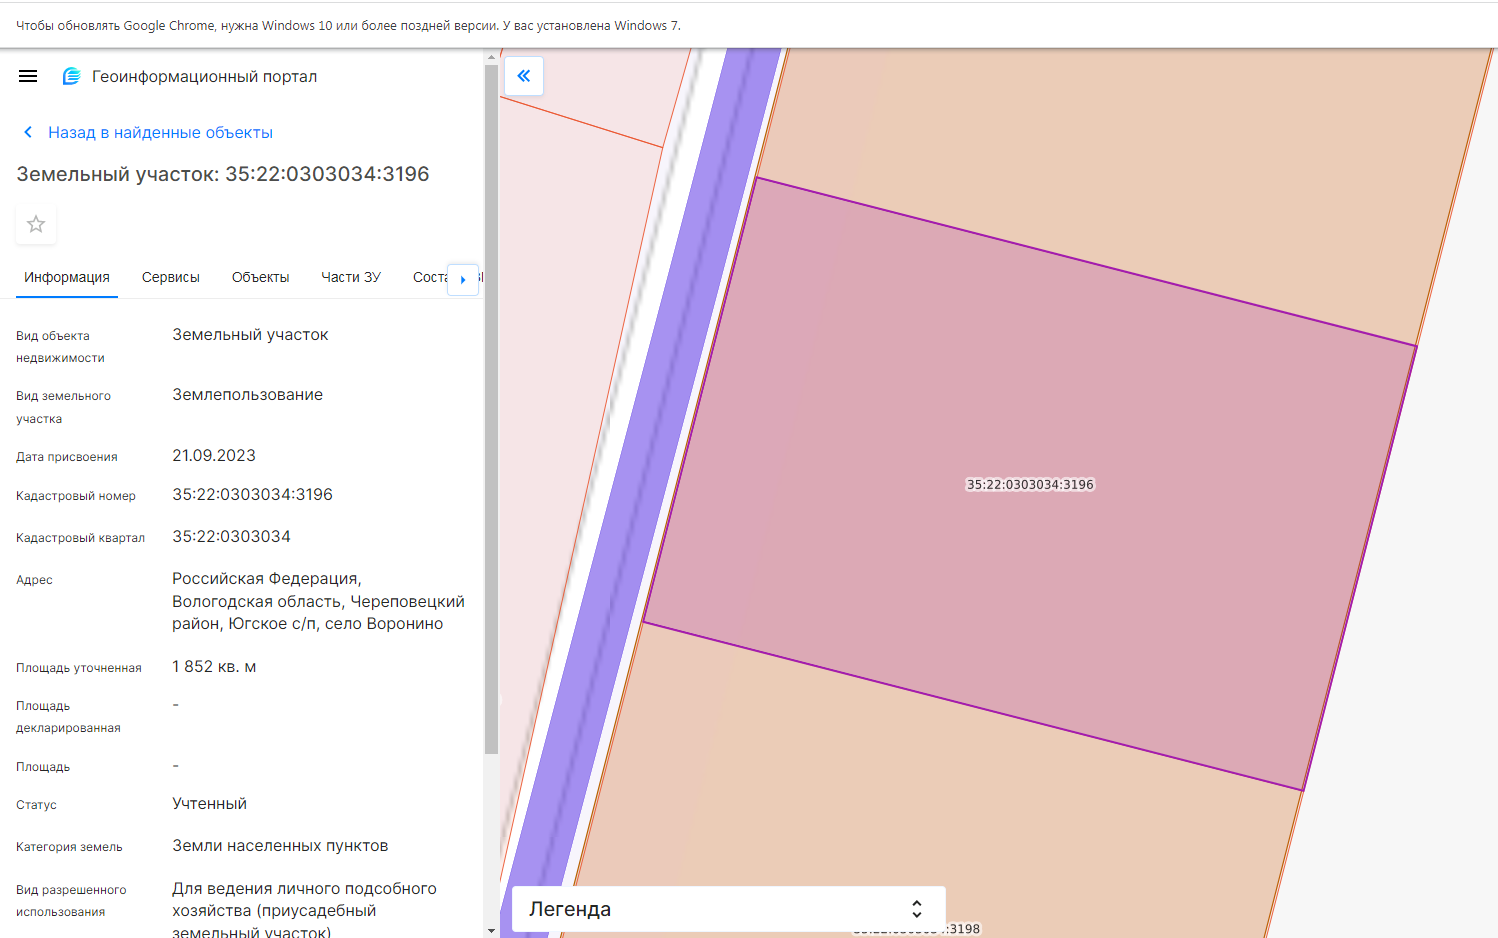 Чтобы обновлять Google Chrome, нужна Windows 10 или более поздней версии. У вас установлена Windows 7.
Геоинформационный портал
Назад в найденные объекты
Земельный участок: 35:22:0303034:3196
Информация Сервисы Объекты Части ЗУ
Вид объекта недвижимости
Земельный участок
Вид земельного участка
Землепользование
Дата присвоения
21.09.2023
Кадастровый номер
35:22:0303034:3196
Кадастровый квартал
35:22:0303034
Адрес
Российская Федерация,
Вологодская область, Череповецкий
район, Югское с/п, село Воронино
Площадь уточненная
1 852 кв. м
Площадь декларированная
-
Площадь
-
Статус
Учтенный
Категория земель
Земли населенных пунктов
Вид разрешенного использования
Для ведения личного подсобного
хозяйства (приусадебный
земельный участок)
35:22:0303034:3196
Легенда
:3198